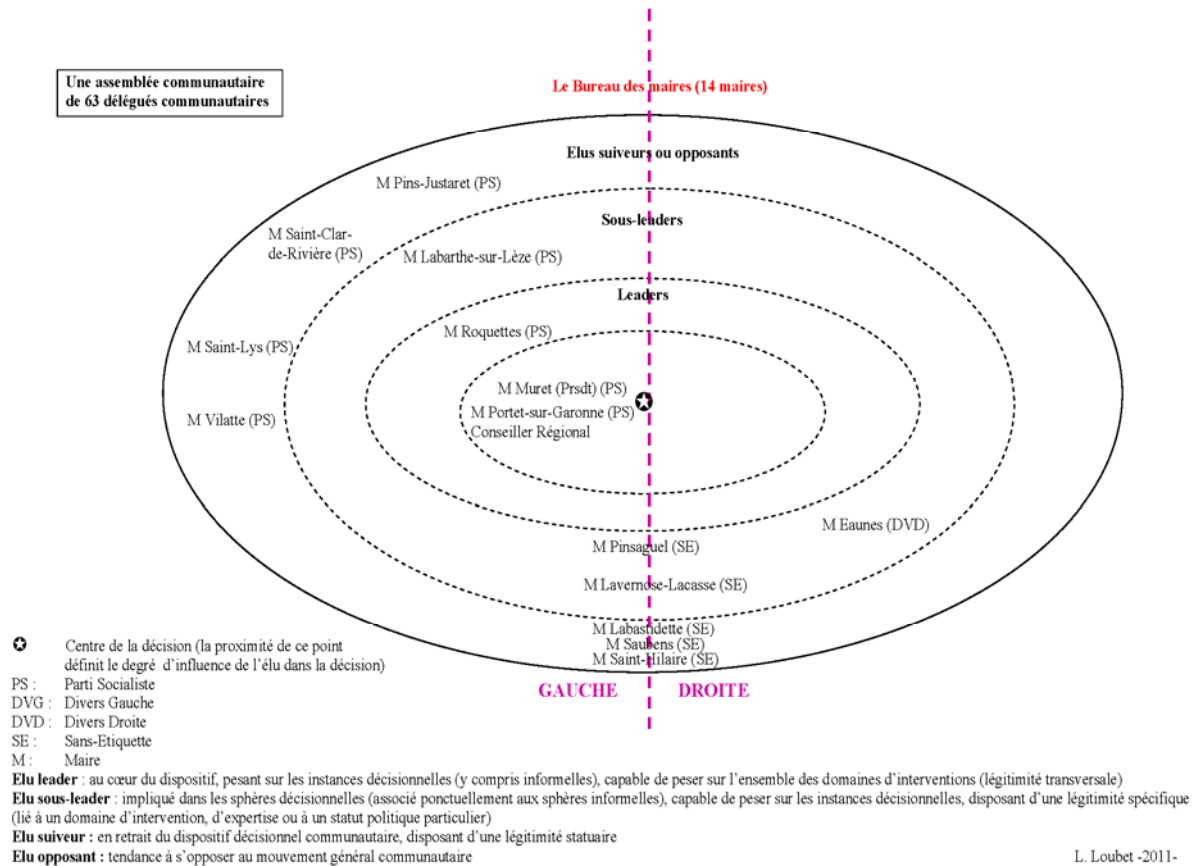 Une assemblée communautaire
de 63 délégués communautaires
Le Bureau des maires (14 maires)
Elus suiveurs ou opposants
M Pins-Justaret (PS)
Sous-leaders
M Saint-Clar-
de-Rivière (PS)
M Labarthe-sur-Lèze (PS)
Leaders
M Roquettes (PS)
M Saint-Lys (PS)
M Muret (Prsdt) (PS)
M Portet-sur-Garonne (PS)
Conseiller Régional
M Vilatte (PS)
M Eaunes (DVD)
M Pinsaguel (SE)
M Lavernose-Lacasse (SE)
M Labastidette (SE)
M Saubens (SE)
M Saint-Hilaire (SE)
GAUCHE DROITE
Centre de la décision (la proximité de ce point
définit le degré d'influence de l'élu dans la décision)
PS : Parti Socialiste
DVG : Divers Gauche
DVD : Divers Droite
SE : Sans-Etiquette
M : Maire
Elu leader : au cœur du dispositif, pesant sur les instances décisionnelles (y compris informelles), capable de peser sur l'ensemble des domaines d'interventions (légitimité transversale)
Elu sous-leader : impliqué dans les sphères décisionnelles (associé ponctuellement aux sphères informelles), capable de peser sur les instances décisionnelles, disposant d'une légitimité spécifique
(lié à un domaine d'intervention, d'expertise ou à un statut politique particulier)
Elu suiveur : en retrait du dispositif décisionnel communautaire, disposant d'une légitimité statuaire
Elu opposant : tendance à s'opposer au mouvement général communautaire
L. Loubet -2011-